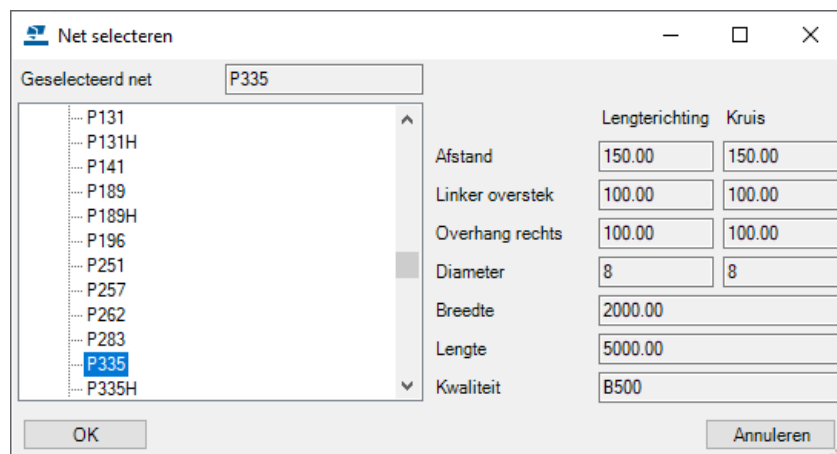 Net selecteren
Geselecteerd net P335
P131
P131H
P141
P189
P189H
P196
P251
P257
P262
P283
P335
P335H
Lengterichting Kruis
Afstand 150.00 150.00
Linker overstek 100.00 100.00
Overhang rechts 100.00 100.00
Diameter 8 8
Breedte 2000.00
Lengte 5000.00
Kwaliteit B500
OK Annuleren